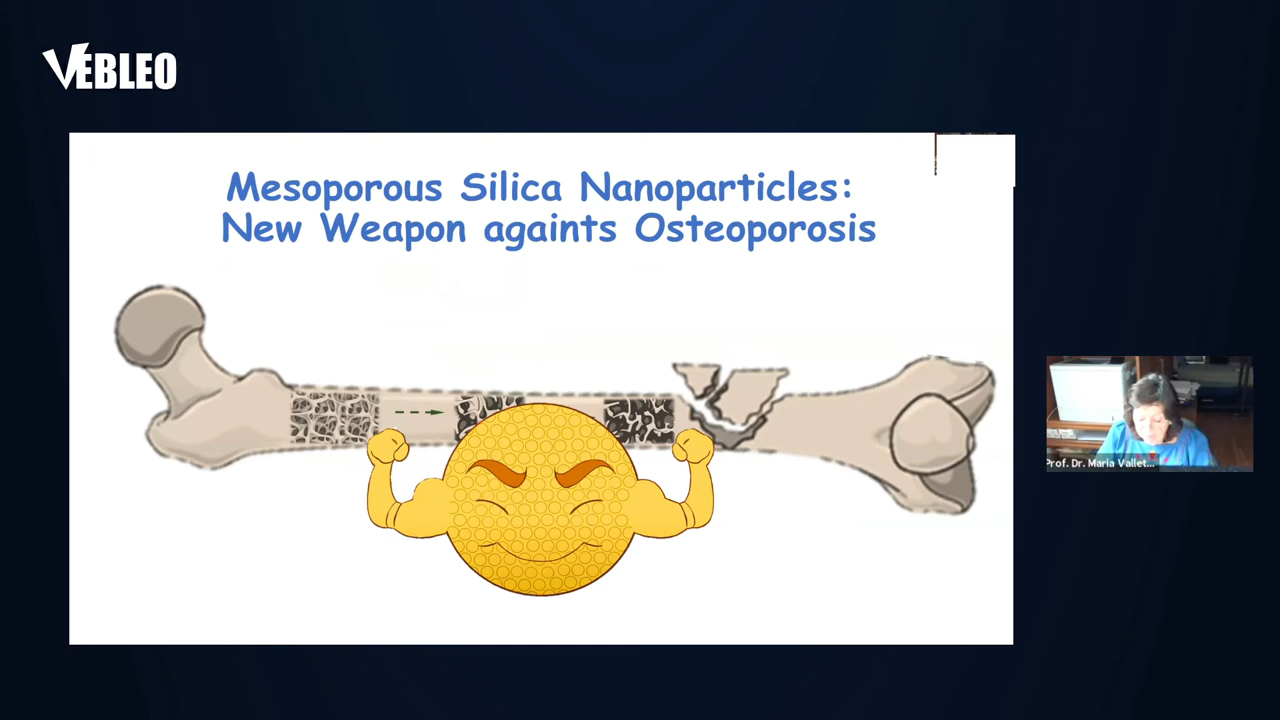 VEBLEO
Mesoporous Silica Nanoparticles:
New Weapon againts Osteoporosis
Prof. Dr. Maria Vallet...